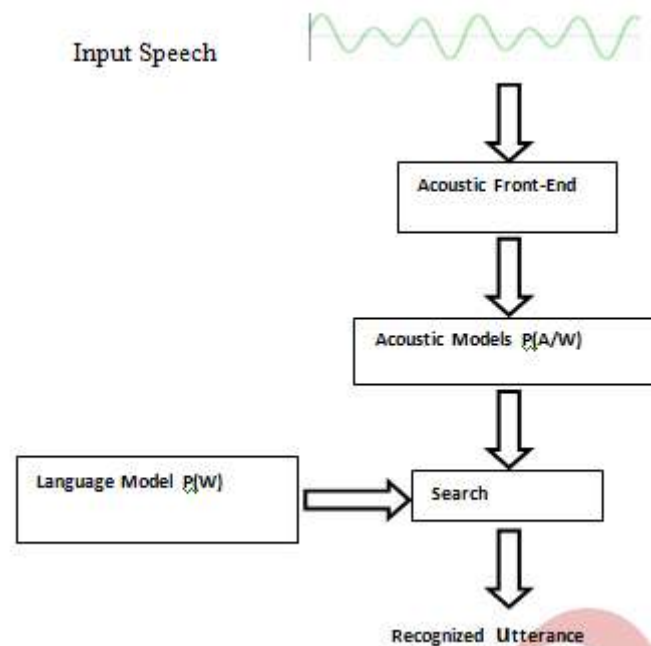 Input Speech
Acoustic Front-End
Acoustic Models P(A/W)
Language Model P(W)
Search
Recognized Utterance